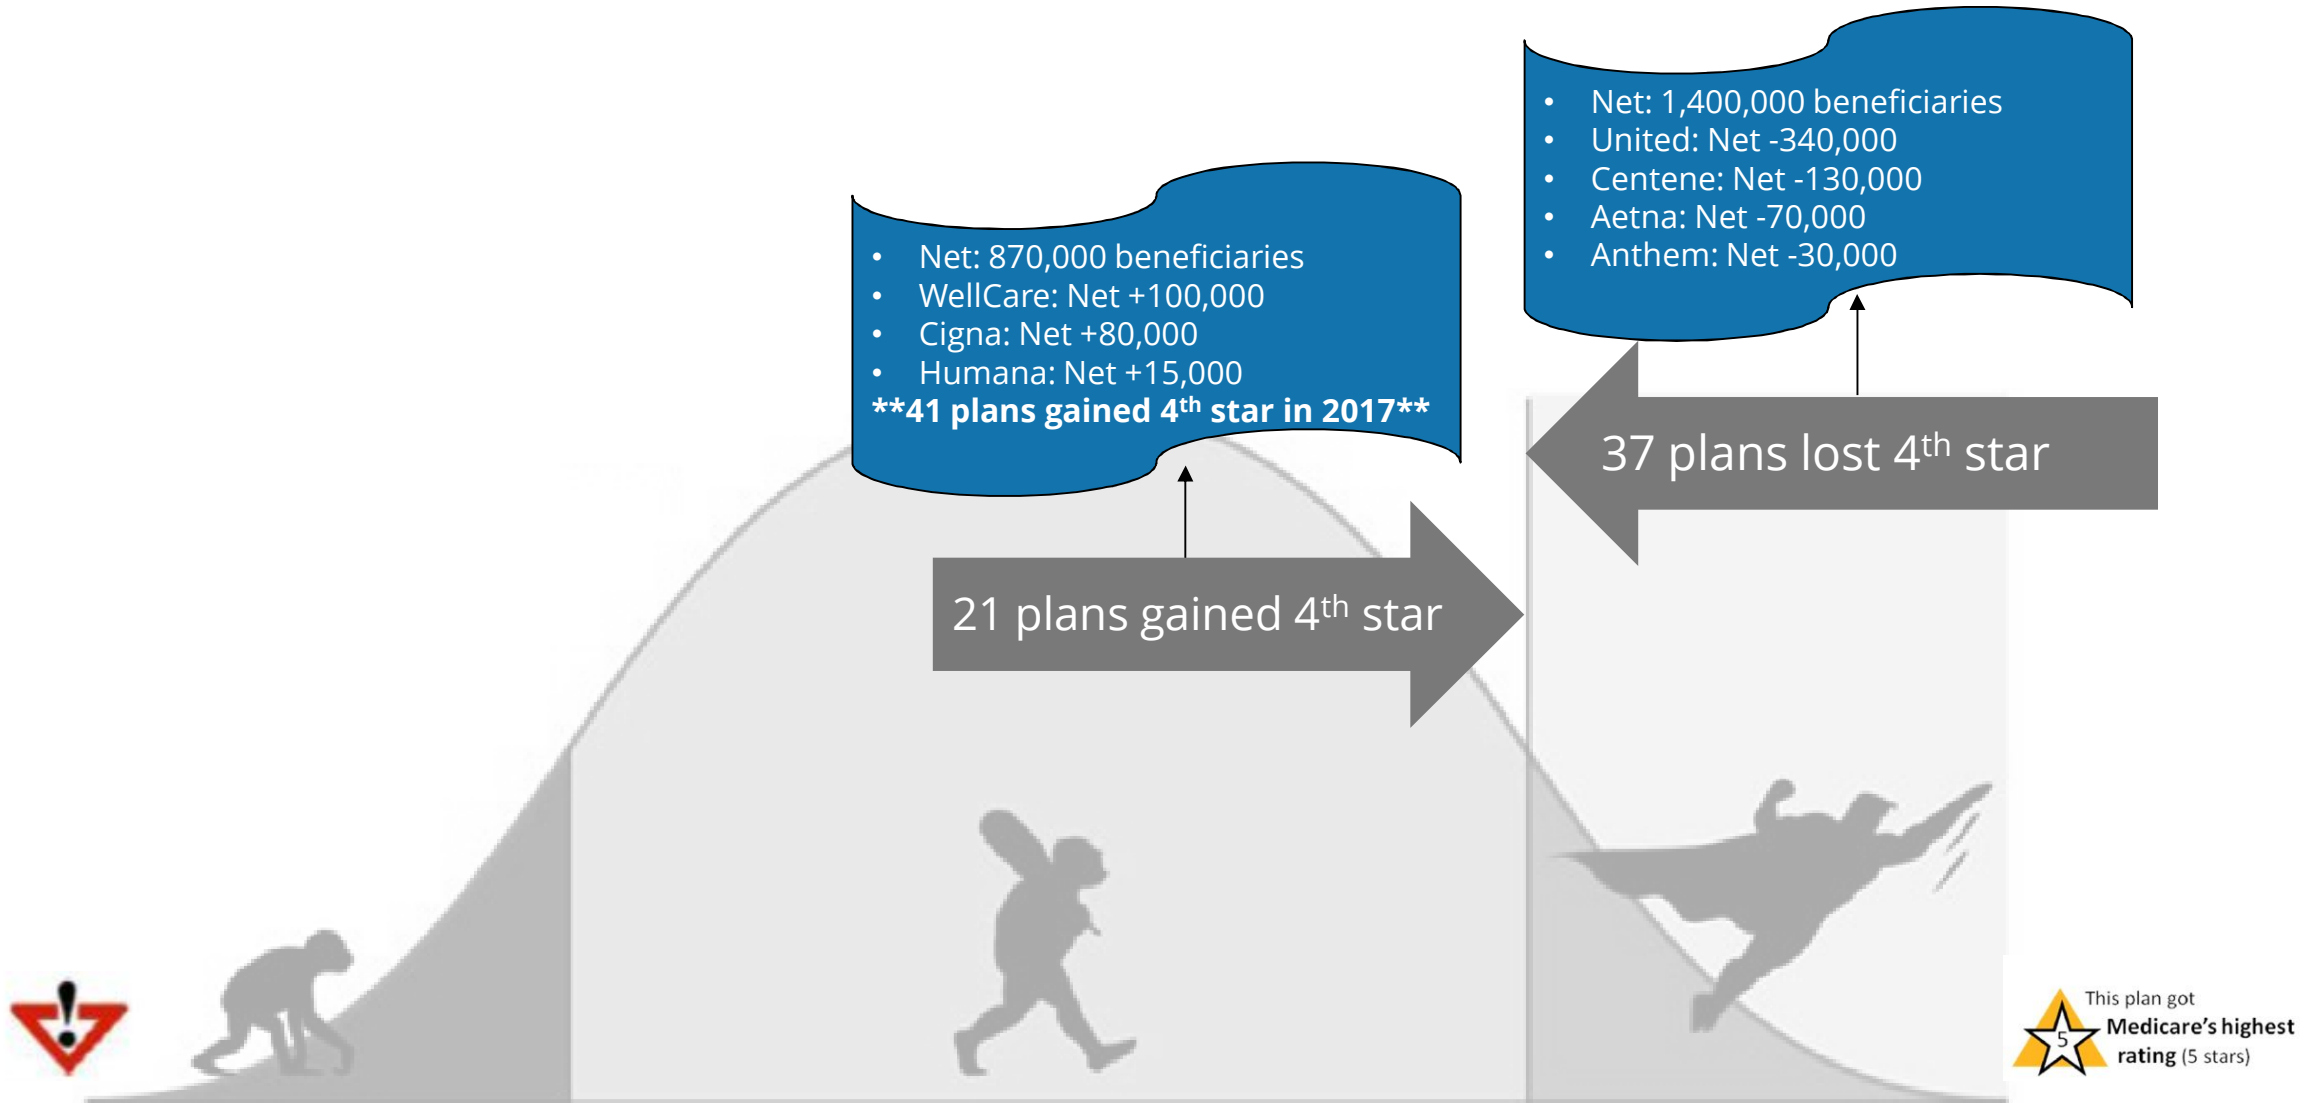 • Net: 1,400,000 beneficiaries
• United: Net -340,000
• Centene: Net -130,000
• Aetna: Net -70,000
• Anthem: Net -30,000
• Net: 870,000 beneficiaries
• WellCare: Net +100,000
• Cigna: Net +80,000
• Humana: Net +15,000
**41 plans gained 4th star in 2017**
37 plans lost 4th star
21 plans gained 4th star
!
This plan got
Medicare's highest
5
rating (5 stars)